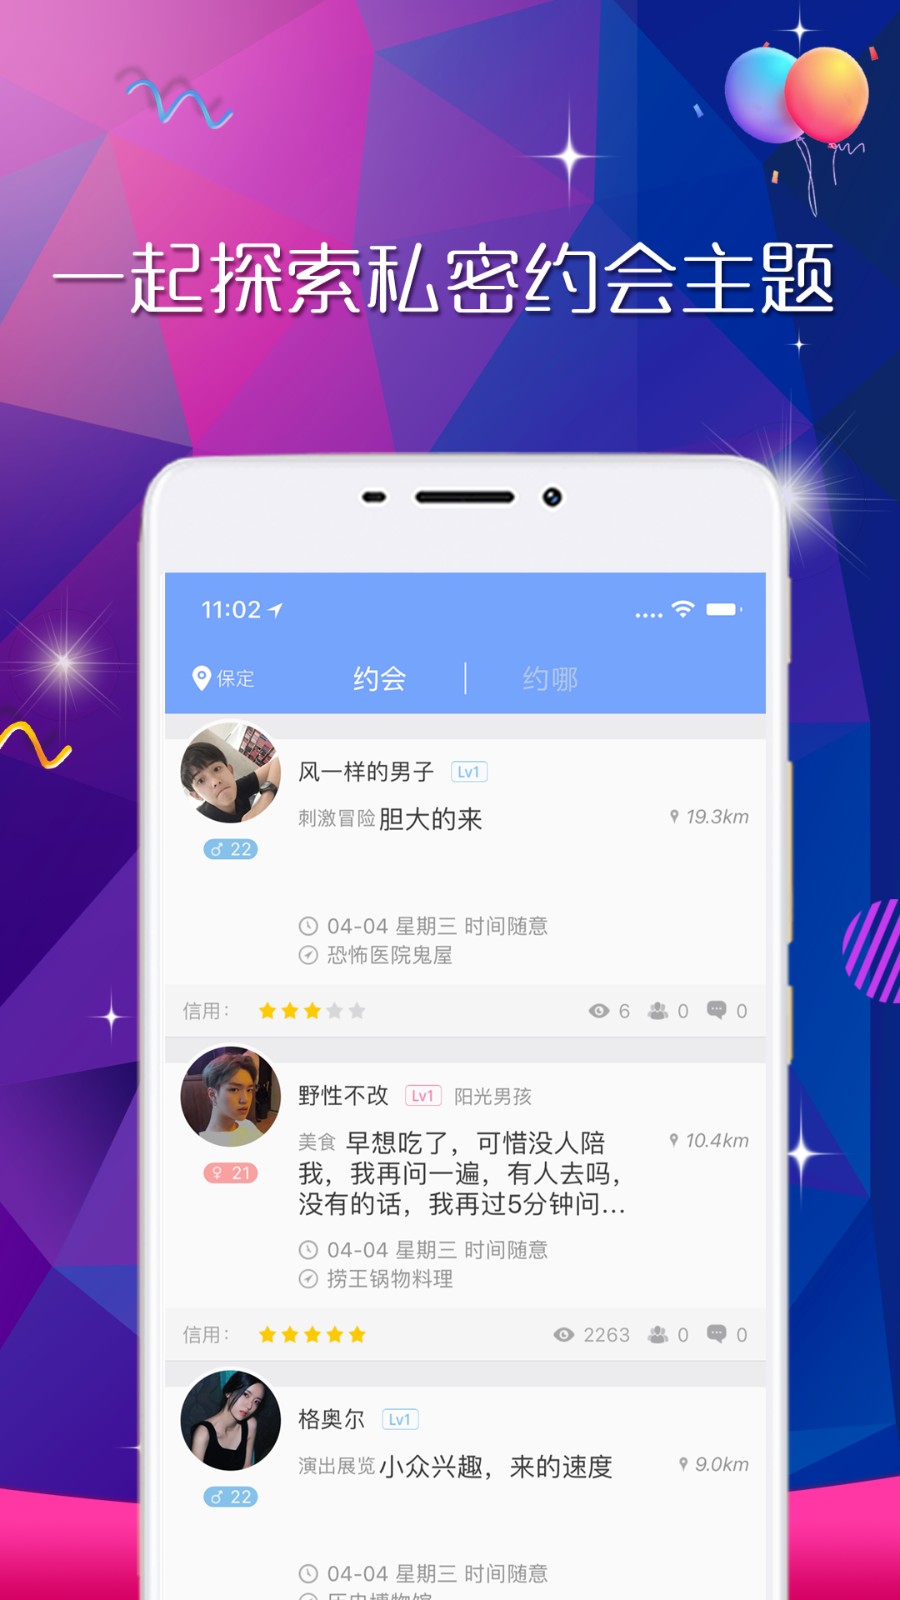 一起探索私密约会主题
11:02
保定 约会 约哪
风一样的男子 Lv1
刺激冒险 胆大的来 19.3km
♂ 22
04-04 星期三 时间随意
恐怖医院鬼屋
信用： 6 0 0
野性不改 Lv1 阳光男孩
美食 早想吃了，可惜没人陪 10.4km
我，我再问一遍，有人去吗，
♀ 21
没有的话，我再过5分钟问...
04-04 星期三 时间随意
捞王锅物料理
信用： 2263 0 0
格奥尔 Lv1
演出展览 小众兴趣，来的速度 9.0km
♂ 22
04-04 星期三 时间随意
历史博物馆